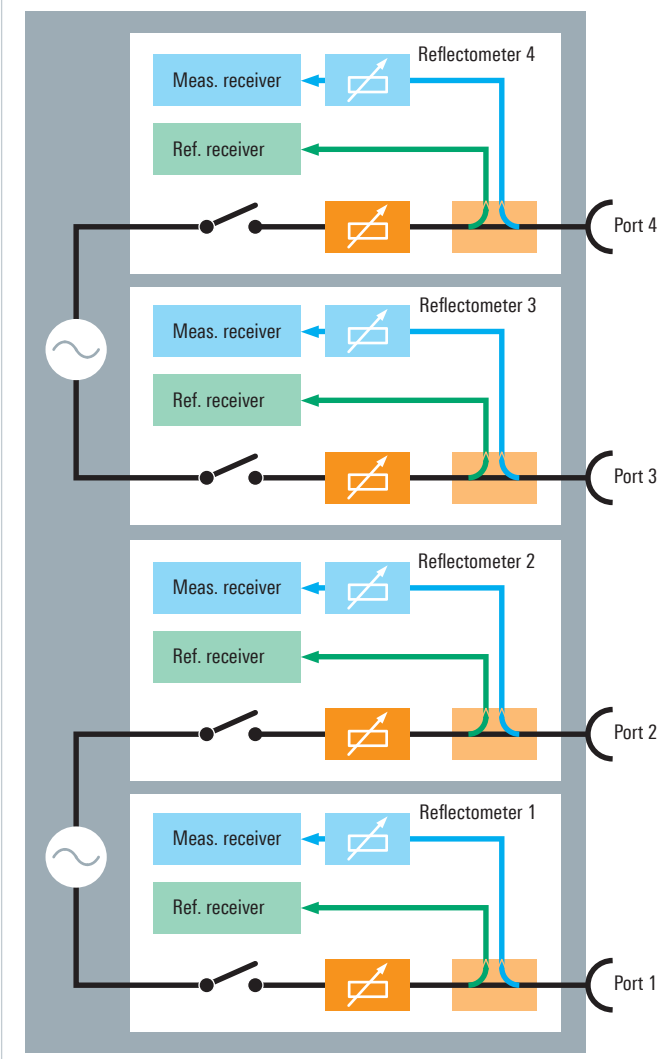 Reflectometer 4
Meas. receiver
Ref. receiver
Port 4
Reflectometer 3
Meas. receiver
Ref. receiver
Port 3
Reflectometer 2
Meas. receiver
Ref. receiver
Port 2
Reflectometer 1
Meas. receiver
Ref. receiver
Port 1